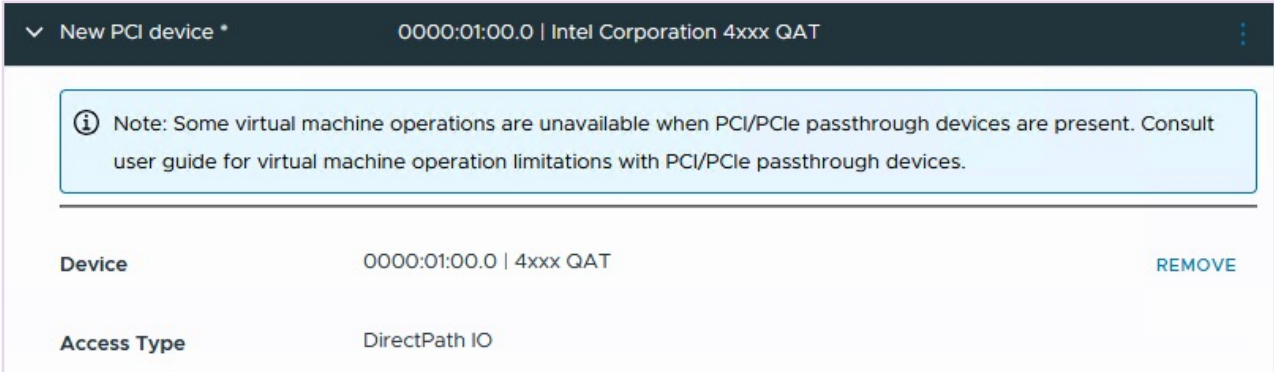 New PCI device * 0000:01:00.0 | Intel Corporation 4xxx QAT
Note: Some virtual machine operations are unavailable when PCI/PCIe passthrough devices are present. Consult
user guide for virtual machine operation limitations with PCI/PCIe passthrough devices.
Device 0000:01:00.0 | 4xxx QAT REMOVE
Access Type DirectPath IO